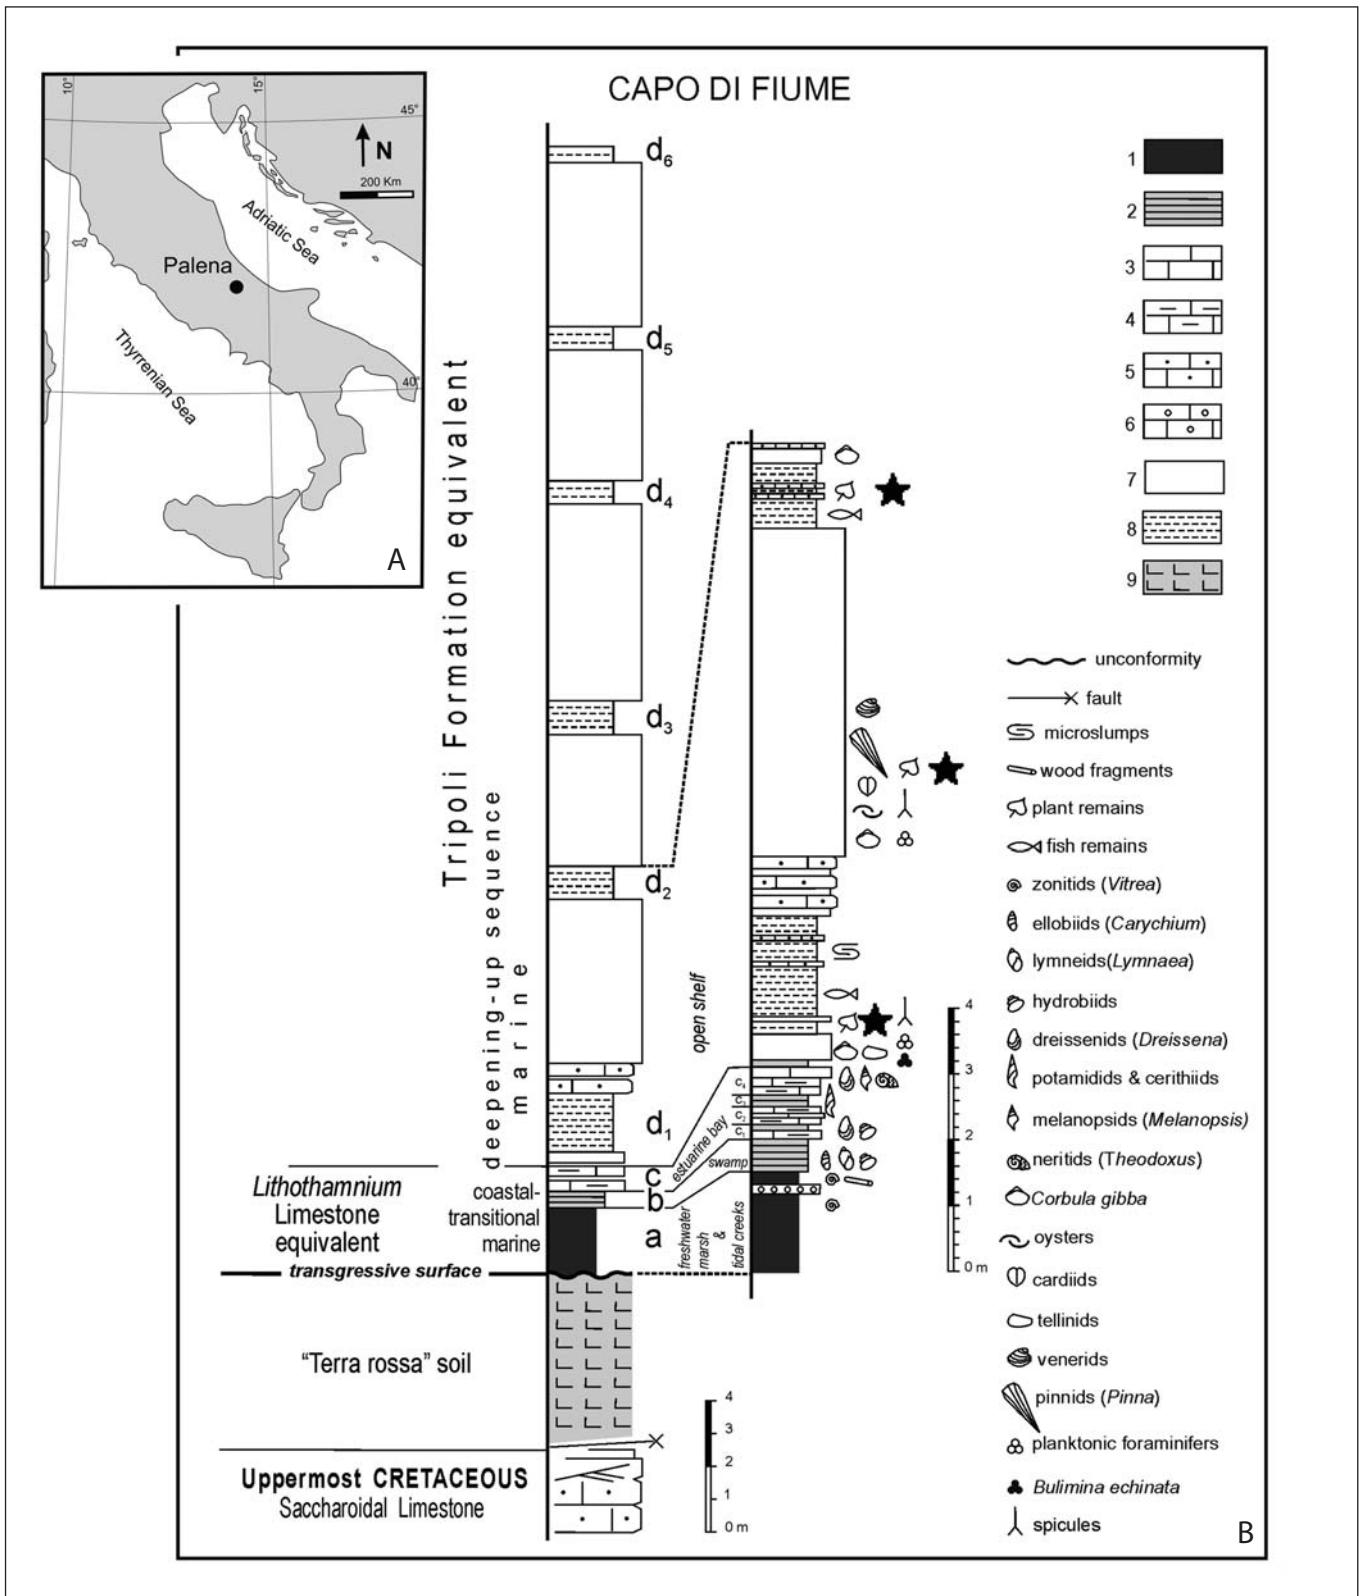 CAPO DI FIUME
10°
15°
45°
N
200 Km
Adriatic Sea
Palena
Thyrrenian Sea
40°
A
Tripoli Formation equivalent
deepening-up sequence
marine
d6
d5
d4
d3
d2
d1
c
b
a
Lithothamnium
Limestone
equivalent
coastal-
transitional
marine
transgressive surface
"Terra rossa" soil
Uppermost CRETACEOUS
Saccharoidal Limestone
4
3
2
1
0 m
open shelf
estuarine bay
swamp
freshwater
marsh
&
tidal creeks
C4
C3
C2
C1
4
3
2
1
0 m
1
2
3
4
5
6
7
8
9
unconformity
fault
microslumps
wood fragments
plant remains
fish remains
zonitids (Vitrea)
ellobiids (Carychium)
lymneids(Lymnaea)
hydrobiids
dreissenids (Dreissena)
potamidids & cerithiids
melanopsids (Melanopsis)
neritids (Theodoxus)
Corbula gibba
oysters
cardiids
tellinids
venerids
pinnids (Pinna)
planktonic foraminifers
Bulimina echinata
spicules
B